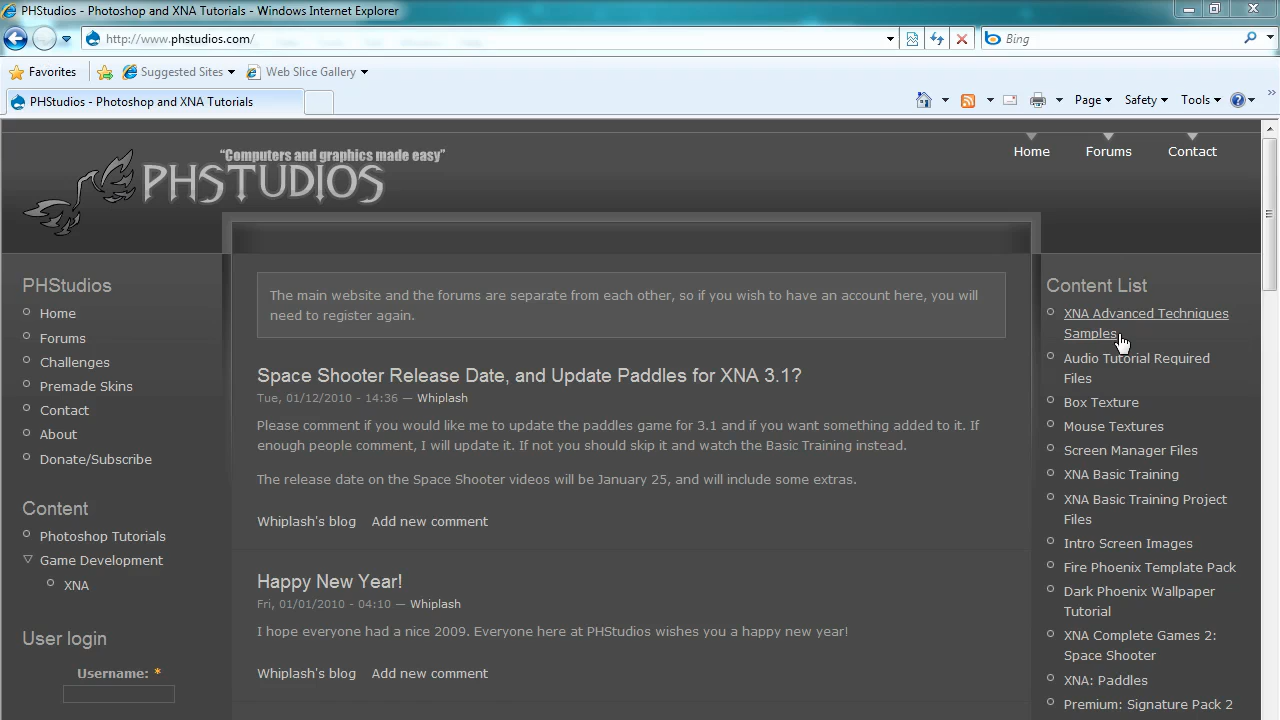 PHStudios - Photoshop and XNA Tutorials - Windows Internet Explorer
http://www.phstudios.com/
Bing
Favorites
Suggested Sites
Web Slice Gallery
PHStudios - Photoshop and XNA Tutorials
Page
Safety
Tools
"Computers and graphics made easy"
PHSTUDIOS
Home
Forums
Contact
PHStudios
Home
Forums
Challenges
Premade Skins
Contact
About
Donate/Subscribe
Content
Photoshop Tutorials
Game Development
XNA
User login
Username: *
The main website and the forums are separate from each other, so if you wish to have an account here, you will
need to register again.
Space Shooter Release Date, and Update Paddles for XNA 3.1?
Tue, 01/12/2010 - 14:36 — Whiplash
Please comment if you would like me to update the paddles game for 3.1 and if you want something added to it. If
enough people comment, I will update it. If not you should skip it and watch the Basic Training instead.
The release date on the Space Shooter videos will be January 25, and will include some extras.
Whiplash's blog Add new comment
Happy New Year!
Fri, 01/01/2010 - 04:10 — Whiplash
I hope everyone had a nice 2009. Everyone here at PHStudios wishes you a happy new year!
Whiplash's blog Add new comment
Content List
XNA Advanced Techniques
Samples
Audio Tutorial Required
Files
Box Texture
Mouse Textures
Screen Manager Files
XNA Basic Training
XNA Basic Training Project
Files
Intro Screen Images
Fire Phoenix Template Pack
Dark Phoenix Wallpaper
Tutorial
XNA Complete Games 2:
Space Shooter
XNA: Paddles
Premium: Signature Pack 2